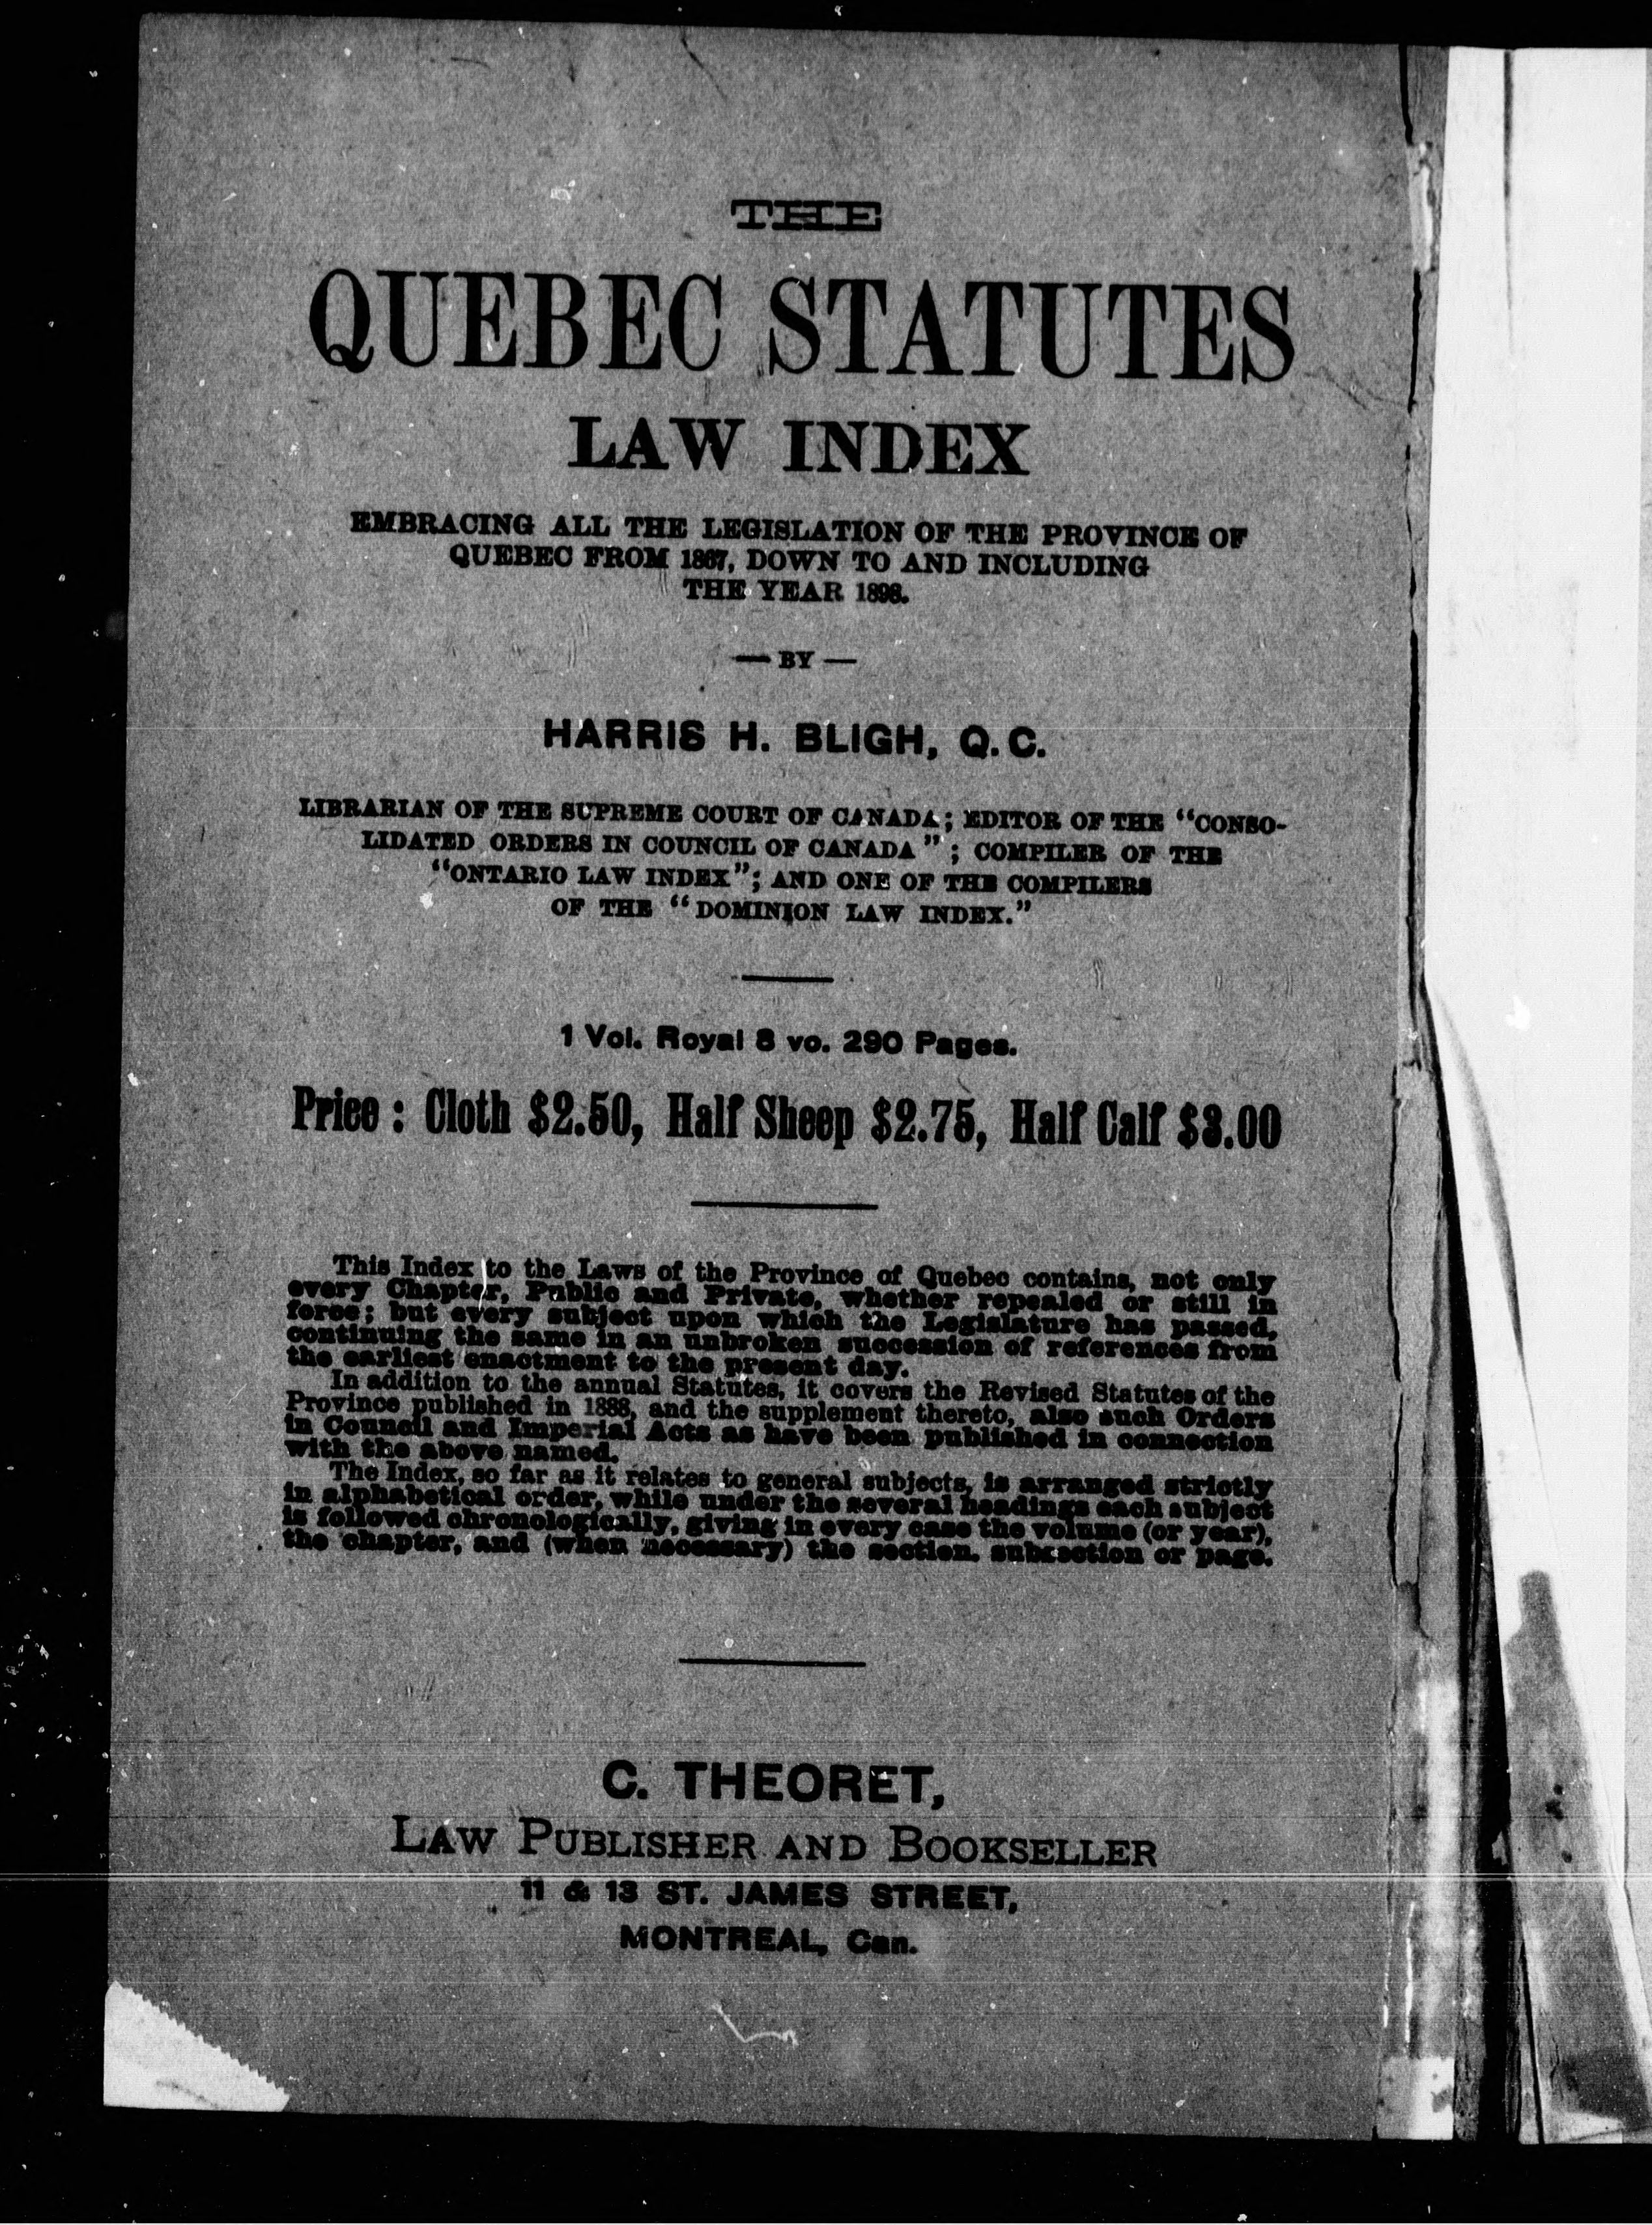 THE
QUEBEC STATUTES
LAW INDEX
EMBRACING ALL THE LEGISLATION OF THE PROVINCE OF
QUEBEC FROM 1867, DOWN TO AND INCLUDING
THE YEAR 1898.
— BY —
HARRIS H. BLIGH, Q.C.
LIBRARIAN OF THE SUPREME COURT OF CANADA; EDITOR OF THE “CONSO-
LIDATED ORDERS IN COUNCIL OF CANADA”; COMPILER OF THE
“ONTARIO LAW INDEX”; AND ONE OF THE COMPILERS
OF THE “DOMINION LAW INDEX.”
1 Vol. Royal 8 vo. 290 Pages.
Price : Cloth $2.50, Half Sheep $2.75, Half Calf $3.00
This Index to the Laws of the Province of Quebec contains, not only
every Chapter, Public and Private, whether repealed or still in
force; but every subject upon which the Legislature has passed,
continuing the same in an unbroken succession of references from
the earliest enactment to the present day.
In addition to the annual Statutes, it covers the Revised Statutes of the
Province published in 1888, and the supplement thereto, also such Orders
in Council and Imperial Acts as have been published in connection
with the above named.
The Index, so far as it relates to general subjects, is arranged strictly
in alphabetical order, while under the several headings each subject
is followed chronologically, giving in every case the volume (or year),
the chapter, and (when necessary) the section, subsection or page.
C. THEORET,
LAW PUBLISHER AND BOOKSELLER
11 & 13 ST. JAMES STREET,
MONTREAL, Can.